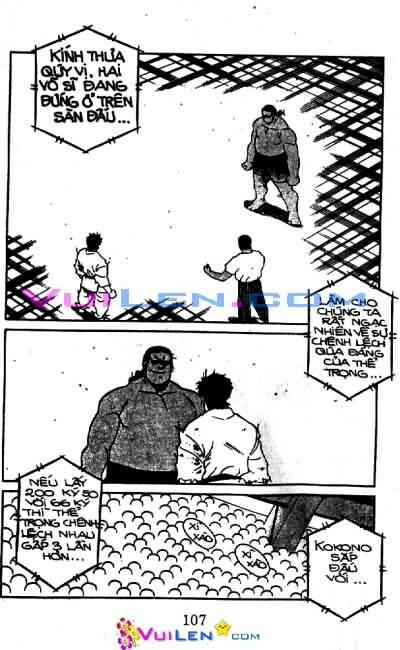 KÍNH THƯA
QÚY VỊ, HAI
VÕ SĨ ĐANG
ĐỨNG Ở TRÊN
SÀN ĐẤU...
LÀM CHO
CHÚNG TA
RẤT NGẠC
NHIÊN VỀ SỰ
CHÊNH LỆCH
QUÁ ĐÁNG
CỦA THỂ
TRỌNG...
VUILEN.COM
NẾU LẤY
200 KÝ 50
VỚI 66 KÝ
THÌ THỂ
TRỌNG CHÊNH
LỆCH NHAU
GẤP 3 LẦN
HƠN...
XÌ
XÀO
XÌ
XÀO
KOKONO
SẮP
ĐẤU
VỚI...
107
VUILEN.COM